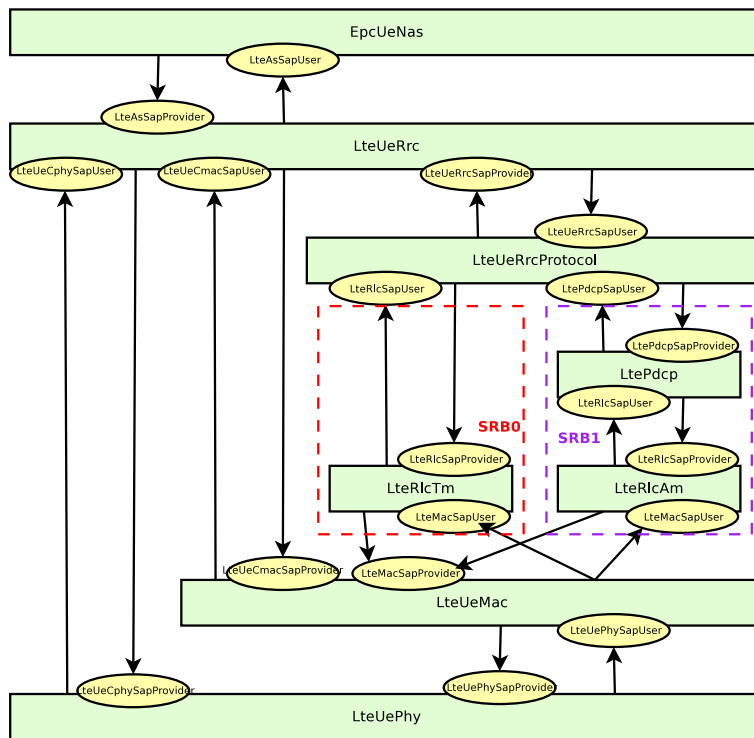 EpcUeNas
LteAsSapUser
LteAsSapProvider
LteUeRrc
LteUeCphySapUser
LteUeCmacSapUser
LteUeRrcSapProvider
LteUeRrcSapUser
LteUeRrcProtocol
LteRlcSapUser
LtePdcpSapUser
LtePdcpSapProvider
LtePdcp
LteRlcSapUser
SRB0
SRB1
LteRlcSapProvider
LteRlcSapProvider
LteRlcTm
LteRlcAm
LteMacSapUser
LteMacSapUser
LteUeCmacSapProvider
LteMacSapProvider
LteUeMac
LteUePhySapUser
LteUeCphySapProvider
LteUePhySapProvider
LteUePhy